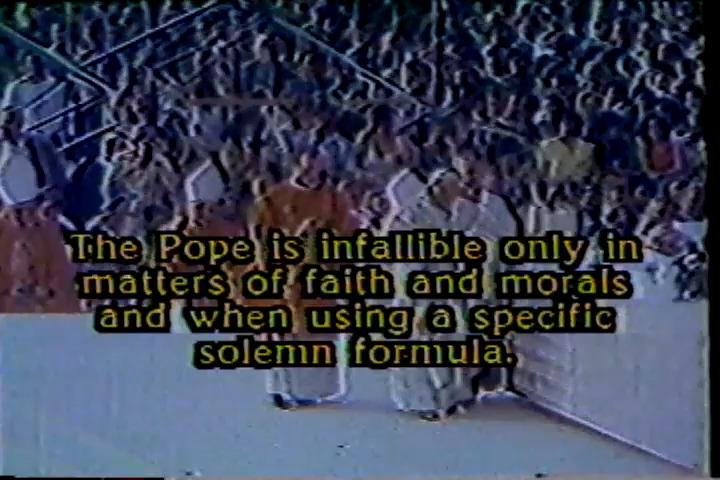 The Pope is infallible only in
matters of faith and morals
and when using a specific
solemn formula.